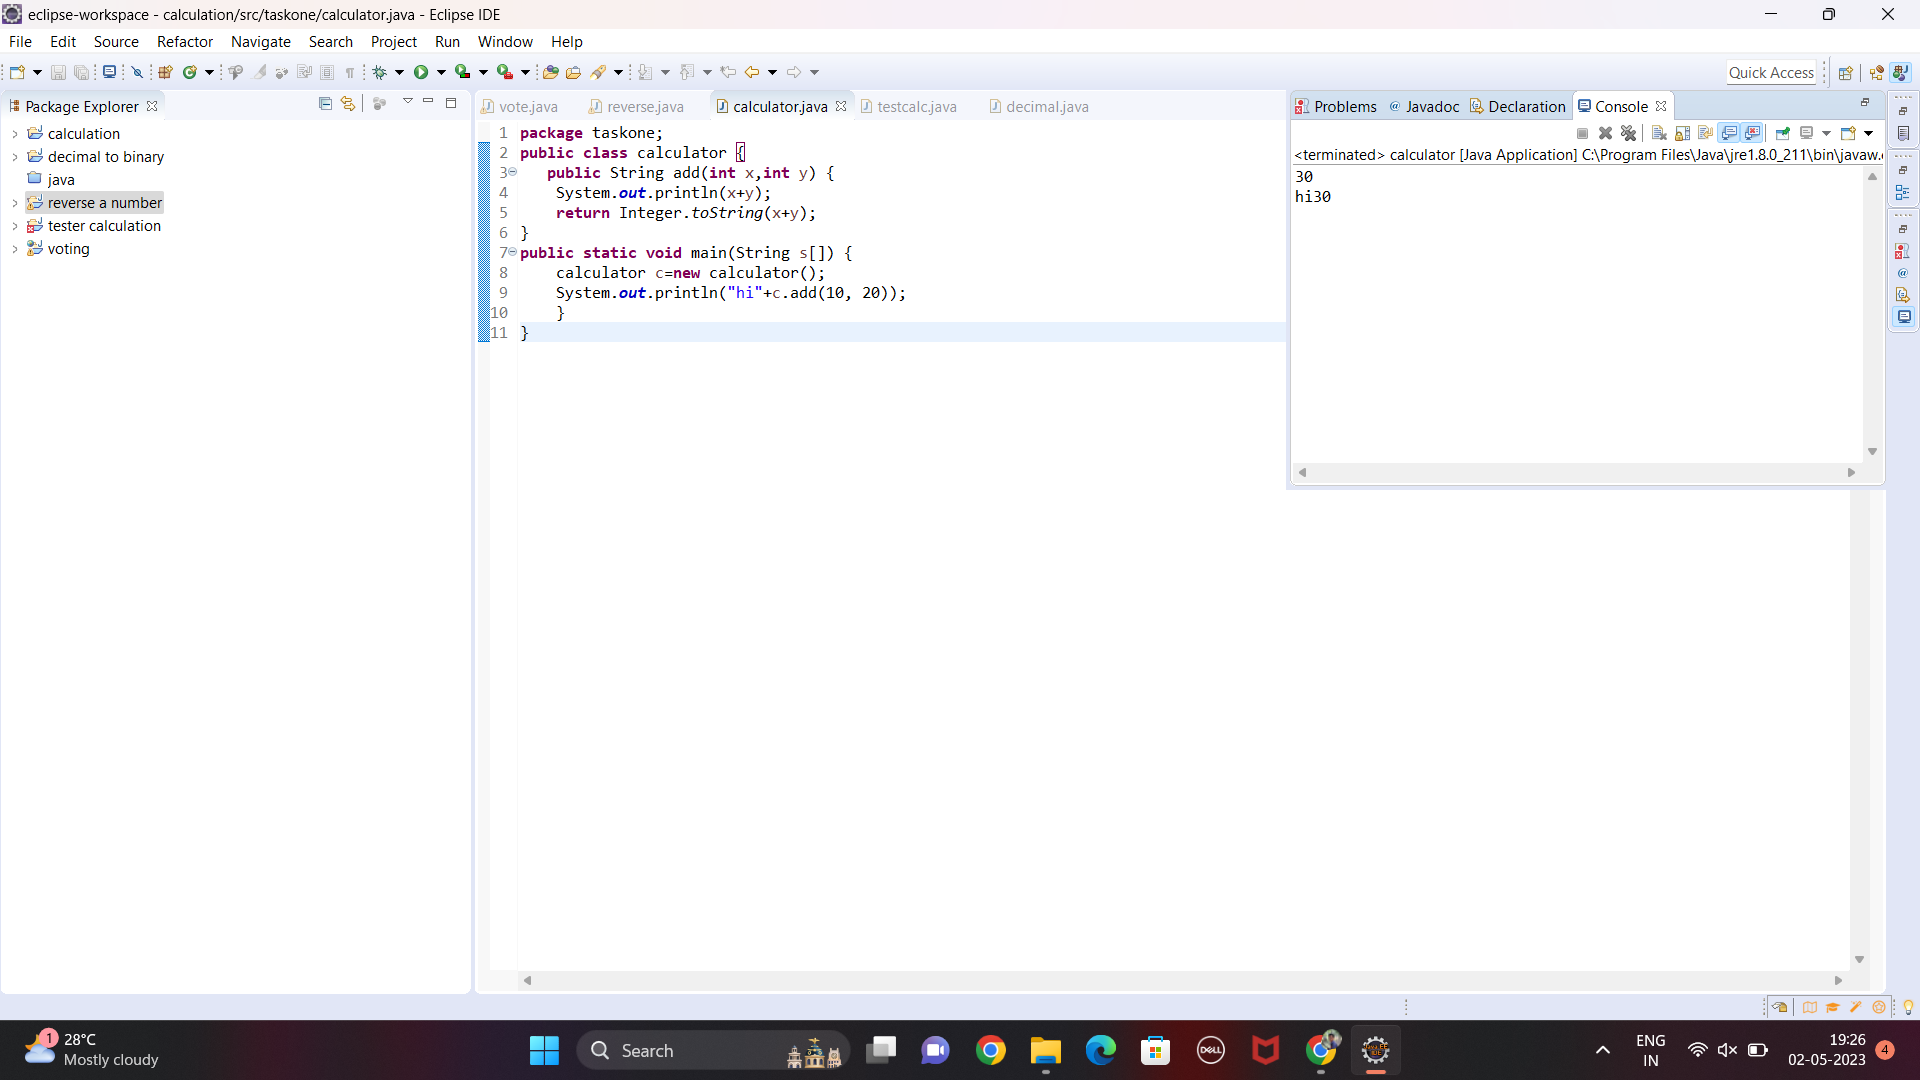 eclipse-workspace - calculation/src/taskone/calculator.java - Eclipse IDE
File Edit Source Refactor Navigate Search Project Run Window Help
Quick Access
Package Explorer
calculation
decimal to binary
java
reverse a number
tester calculation
voting
vote.java reverse.java calculator.java testcalc.java decimal.java
1 package taskone;
2 public class calculator {
3 public String add(int x,int y) {
4 System.out.println(x+y);
5 return Integer.toString(x+y);
6 }
7 public static void main(String s[]) {
8 calculator c=new calculator();
9 System.out.println("hi"+c.add(10, 20));
10 }
11 }
Problems @ Javadoc Declaration Console
<terminated> calculator [Java Application] C:\Program Files\Java\jre1.8.0_211\bin\javaw.
30
hi30
1
28°C
Mostly cloudy
Search
DELL
ENG
IN
19:26
02-05-2023
4